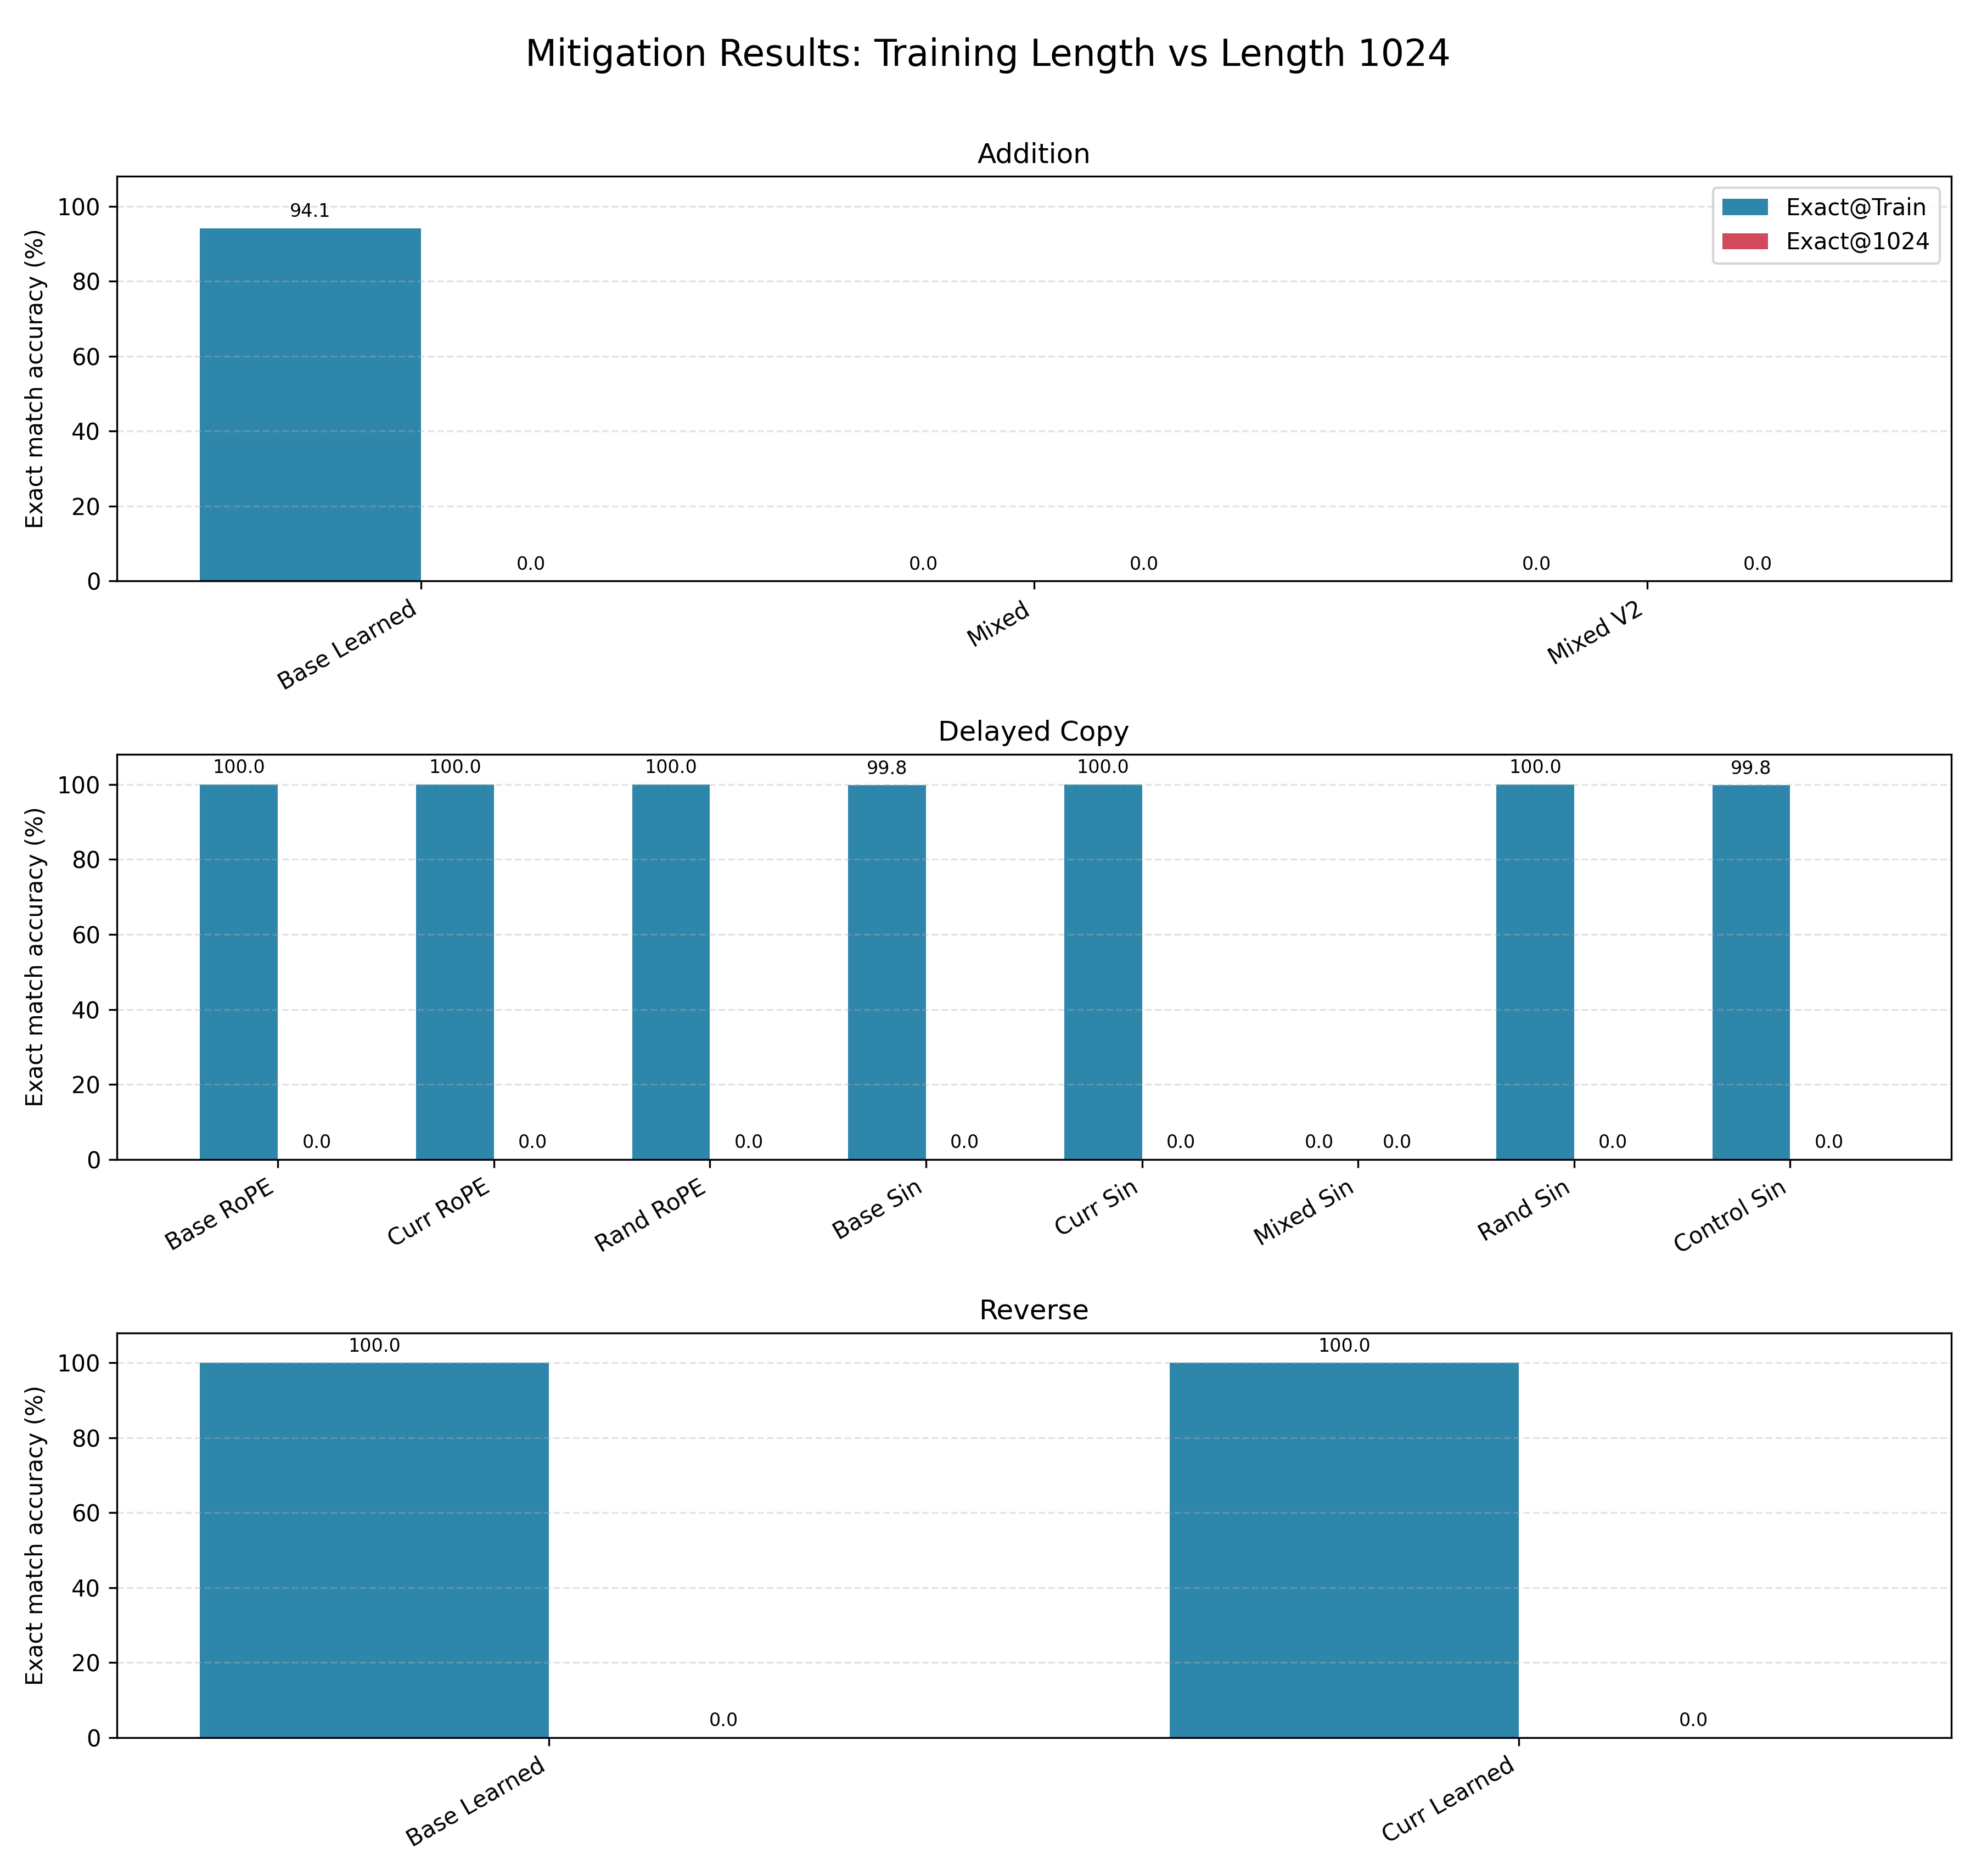 Mitigation Results: Training Length vs Length 1024
Addition
Exact match accuracy (%)
100
80
60
40
20
0
94.1
0.0
0.0
0.0
0.0
0.0
Exact@Train
Exact@1024
Base Learned
Mixed
Mixed V2
Delayed Copy
Exact match accuracy (%)
100
80
60
40
20
0
100.0
100.0
100.0
99.8
100.0
100.0
99.8
0.0
0.0
0.0
0.0
0.0
0.0
0.0
0.0
0.0
Base RoPE
Curr RoPE
Rand RoPE
Base Sin
Curr Sin
Mixed Sin
Rand Sin
Control Sin
Reverse
Exact match accuracy (%)
100
80
60
40
20
0
100.0
100.0
0.0
0.0
Base Learned
Curr Learned